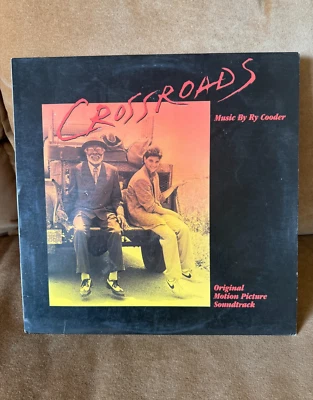 CROSSROADS
Music By Ry Cooder
Original
Motion Picture
Soundtrack